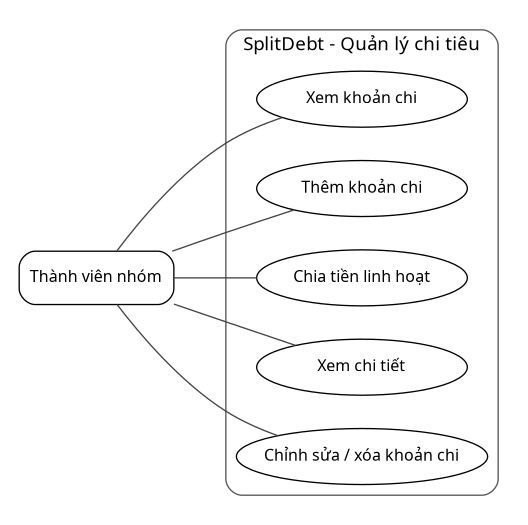 SplitDebt - Quản lý chi tiêu
Xem khoản chi
Thêm khoản chi
Thành viên nhóm
Chia tiền linh hoạt
Xem chi tiết
Chỉnh sửa / xóa khoản chi